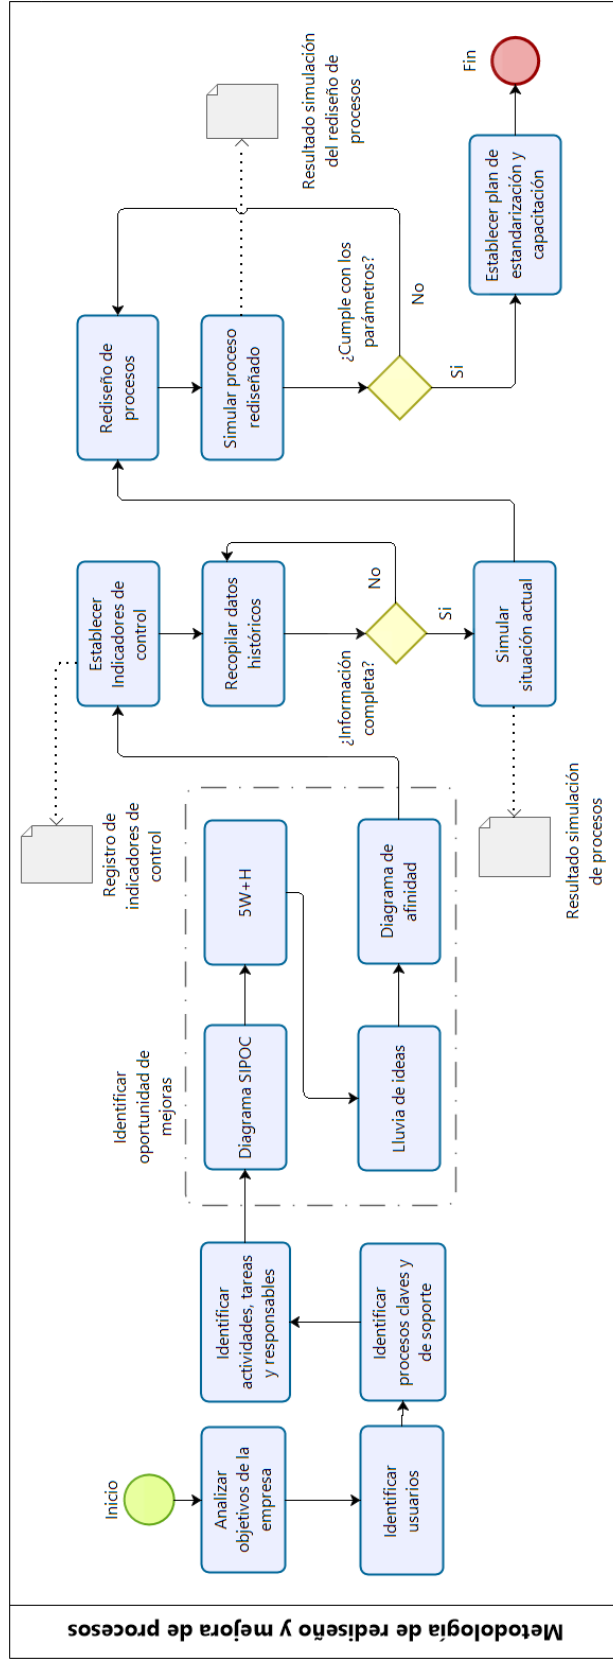 Metodología de rediseño y mejora de procesos
Inicio
Analizar
objetivos de la
empresa
Identificar
usuarios
Identificar
procesos claves y
de soporte
Identificar
actividades, tareas
y responsables
Identificar
oportunidad de
mejoras
Diagrama SIPOC
5W+H
Lluvia de ideas
Diagrama de
afinidad
Registro de
indicadores de
control
Establecer
Indicadores de
control
Recopilar datos
históricos
¿Información
completa?
No
Si
Simular
situación actual
Resultado simulación
de procesos
Rediseño de
procesos
Simular proceso
rediseñado
Resultado simulación
del rediseño de
procesos
¿Cumple con los
parámetros?
No
Si
Establecer plan de
estandarización y
capacitación
Fin